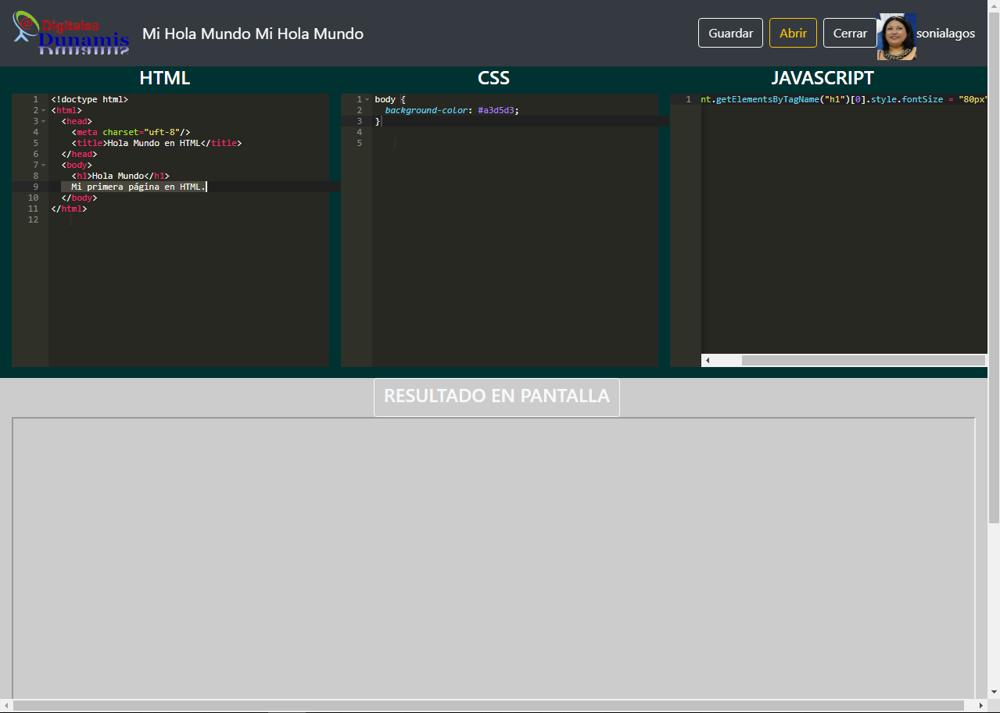 @ Digitales
Dunamis
Mi Hola Mundo Mi Hola Mundo
Guardar
Abrir
Cerrar
sonialagos
HTML
1 <!doctype html>
2 <html>
3 <head>
4 <meta charset="uft-8"/>
5 <title>Hola Mundo en HTML</title>
6 </head>
7 <body>
8 <h1>Hola Mundo</h1>
9 Mi primera página en HTML.
10 </body>
11 </html>
12
CSS
1 body {
2 background-color: #a3d5d3;
3 }
4
5
JAVASCRIPT
1 nt.getElementsByTagName("h1")[0].style.fontSize = "80px"
RESULTADO EN PANTALLA